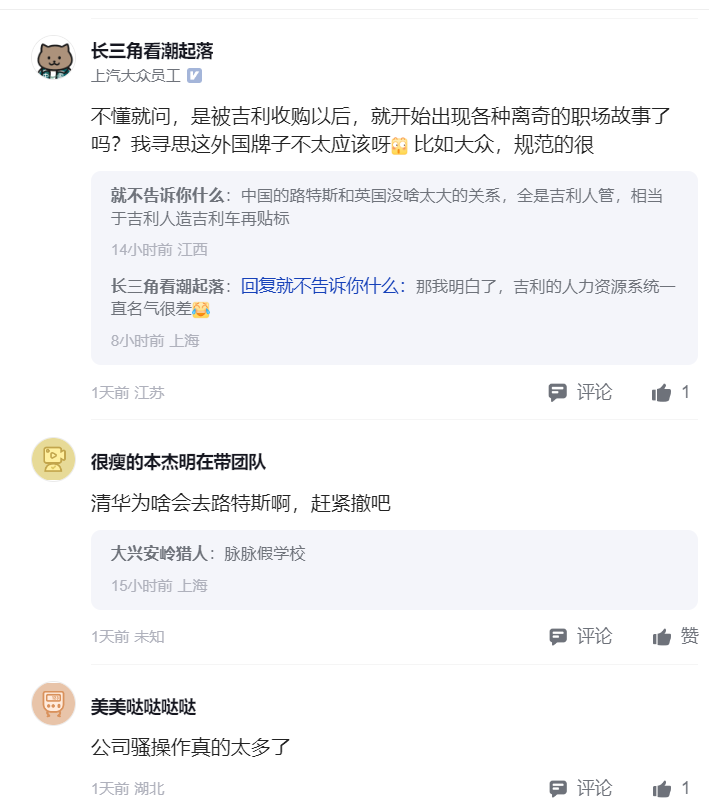 长三角看潮起落
上汽大众员工
不懂就问，是被吉利收购以后，就开始出现各种离奇的职场故事了
吗？我寻思这外国牌子不太应该呀 比如大众，规范的很
就不告诉你什么：中国的路特斯和英国没啥太大的关系，全是吉利人管，相当
于吉利人造吉利车再贴标
14小时前 江西
长三角看潮起落：回复就不告诉你什么：那我明白了，吉利的人力资源系统一
直名气很差
8小时前 上海
1天前 江苏 评论 1
很瘦的本杰明在带团队
清华为啥会去路特斯啊，赶紧撤吧
大兴安岭猎人：脉脉假学校
15小时前 上海
1天前 未知 评论 赞
美美哒哒哒哒
公司骚操作真的太多了
1天前 湖北 评论 1